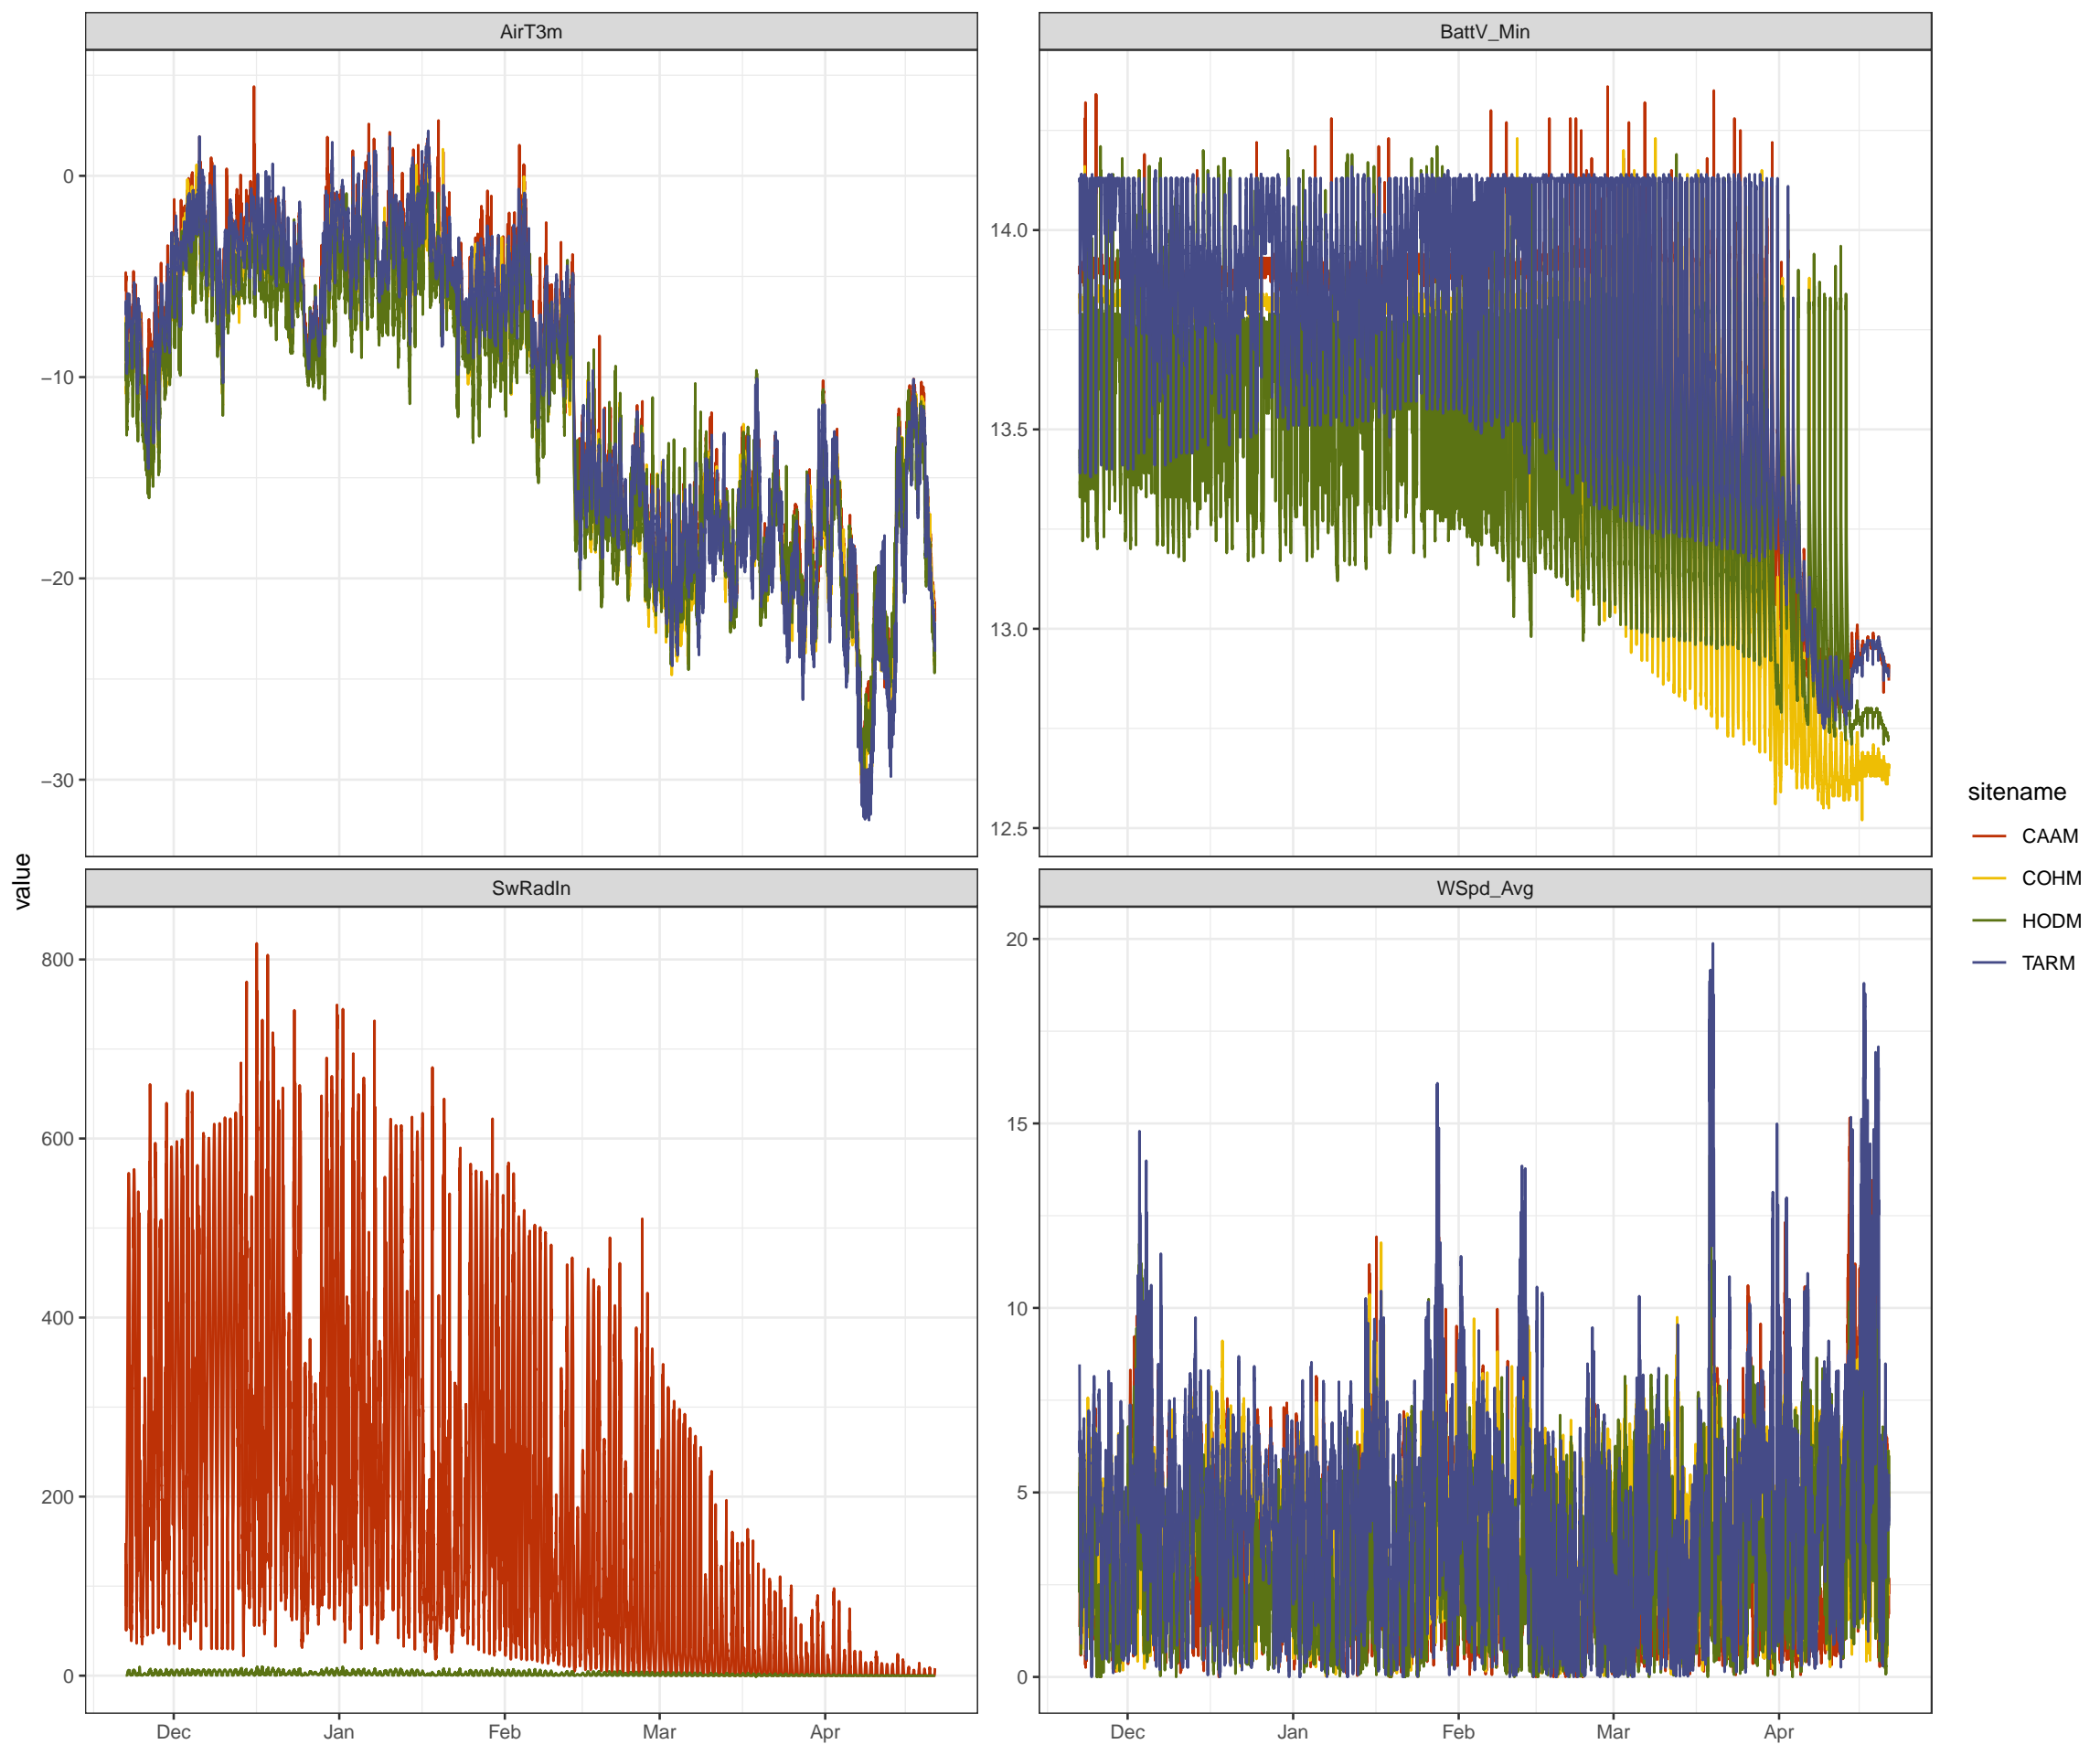 AirT3m
BattV_Min
0
−10
−20
−30
14.0
13.5
13.0
12.5
value
SwRadIn
WSpd_Avg
800
600
400
200
0
20
15
10
5
0
Dec Jan Feb Mar Apr
Dec Jan Feb Mar Apr
sitename
CAAM
COHM
HODM
TARM